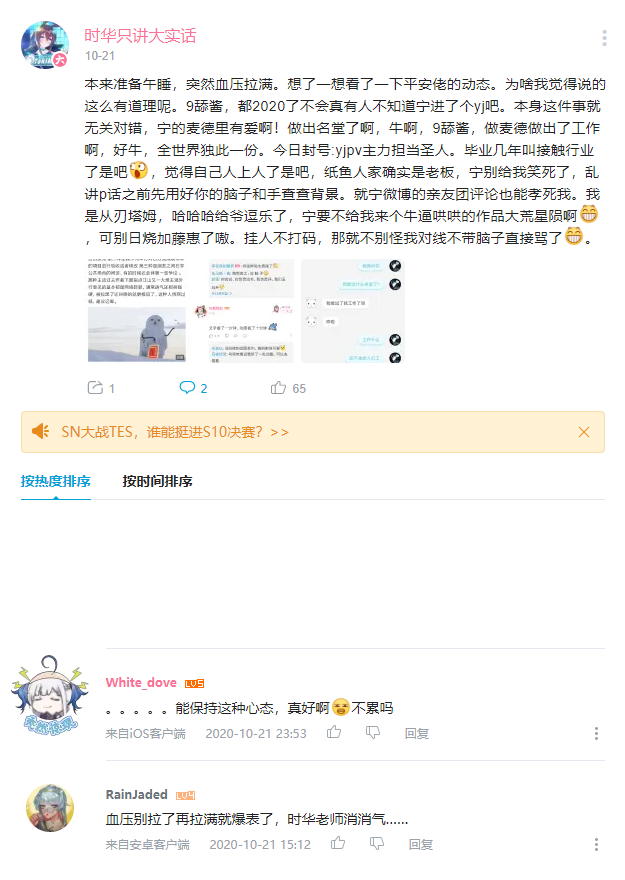 时华只讲大实话
10-21
本来准备午睡，突然血压拉满。想了一想看了一下平安佬的动态。为啥我觉得说的
这么有道理呢。9舔酱，都2020了不会真有人不知道宁进了个yj吧。本身这件事就
无关对错，宁的麦德里有爱啊！做出名堂了啊，牛啊，9舔酱，做麦德做出了工作
啊，好牛，全世界独此一份。今日封号:yjpv主力担当圣人。毕业几年叫接触行业
了是吧，觉得自己人上人了是吧，纸鱼人家确实是老板，宁别给我笑死了，乱
讲p话之前先用好你的脑子和手查查背景。就宁微博的亲友团评论也能孝死我。我
是从刃塔姆，哈哈哈给爷逗乐了，宁要不给我来个牛逼哄哄的作品大荒星陨啊
，可别日烧加藤惠了嗷。挂人不打码，那就不别怪我对线不带脑子直接骂了。
1
2
65
SN大战TES，谁能挺进S10决赛？>>
按热度排序
按时间排序
White_dove LV5
。。。。。能保持这种心态，真好啊不累吗
来自iOS客户端 2020-10-21 23:53 回复
RainJaded LV4
血压别拉了再拉满就爆表了，时华老师消消气......
来自安卓客户端 2020-10-21 15:12 回复